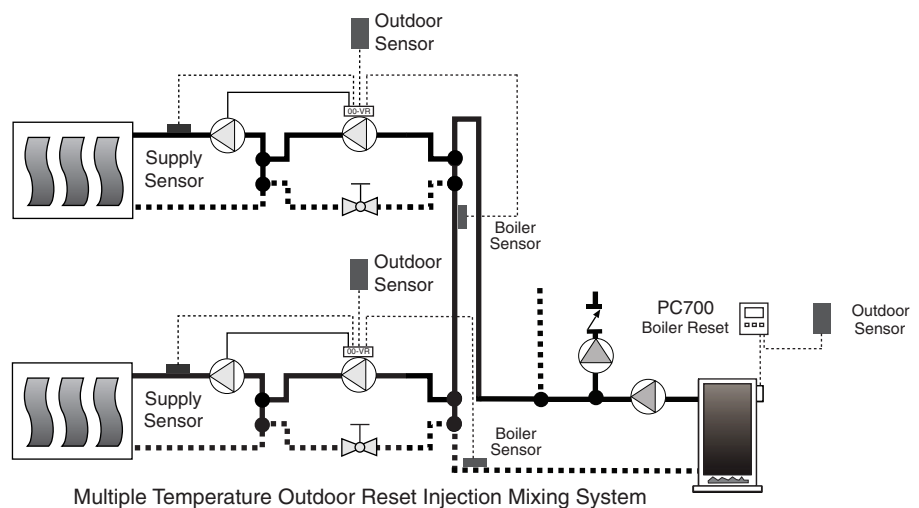 Outdoor
Sensor
00-VR
Supply
Sensor
Boiler
Sensor
Outdoor
Sensor
PC700
Boiler Reset
Outdoor
Sensor
00-VR
Supply
Sensor
Boiler
Sensor
Multiple Temperature Outdoor Reset Injection Mixing System